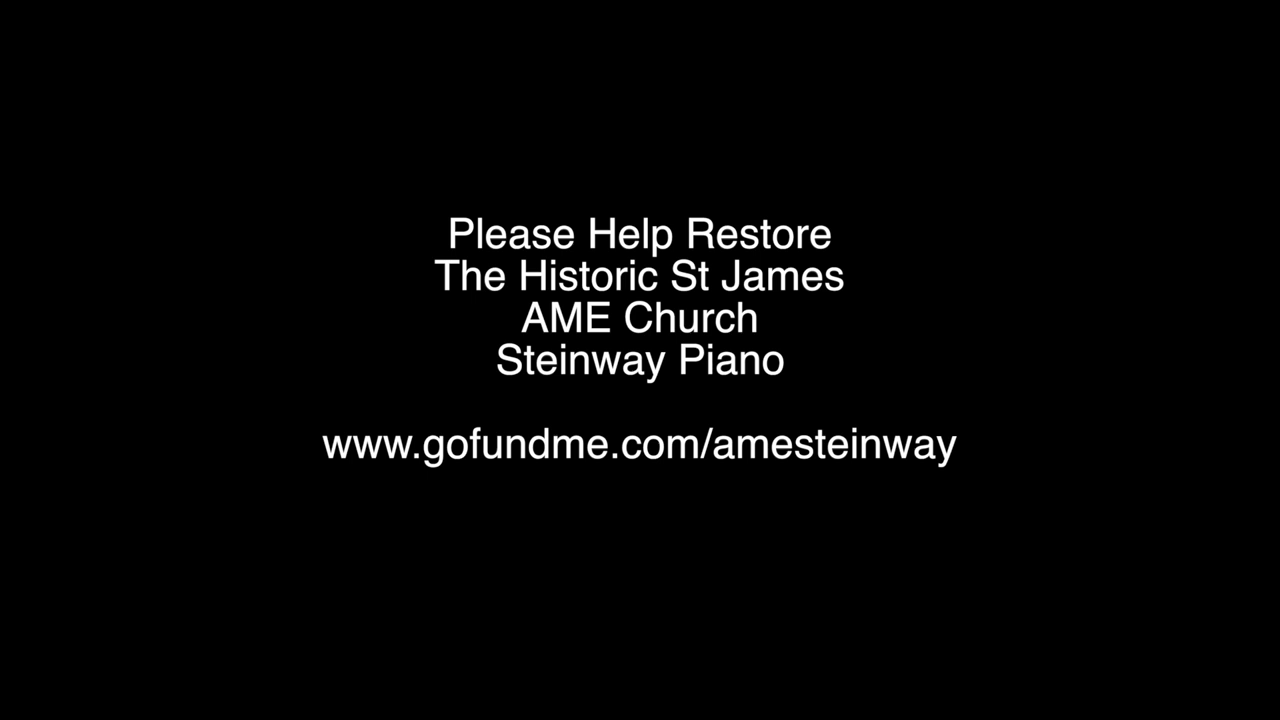 Please Help Restore
The Historic St James
AME Church
Steinway Piano
www.gofundme.com/amesteinway